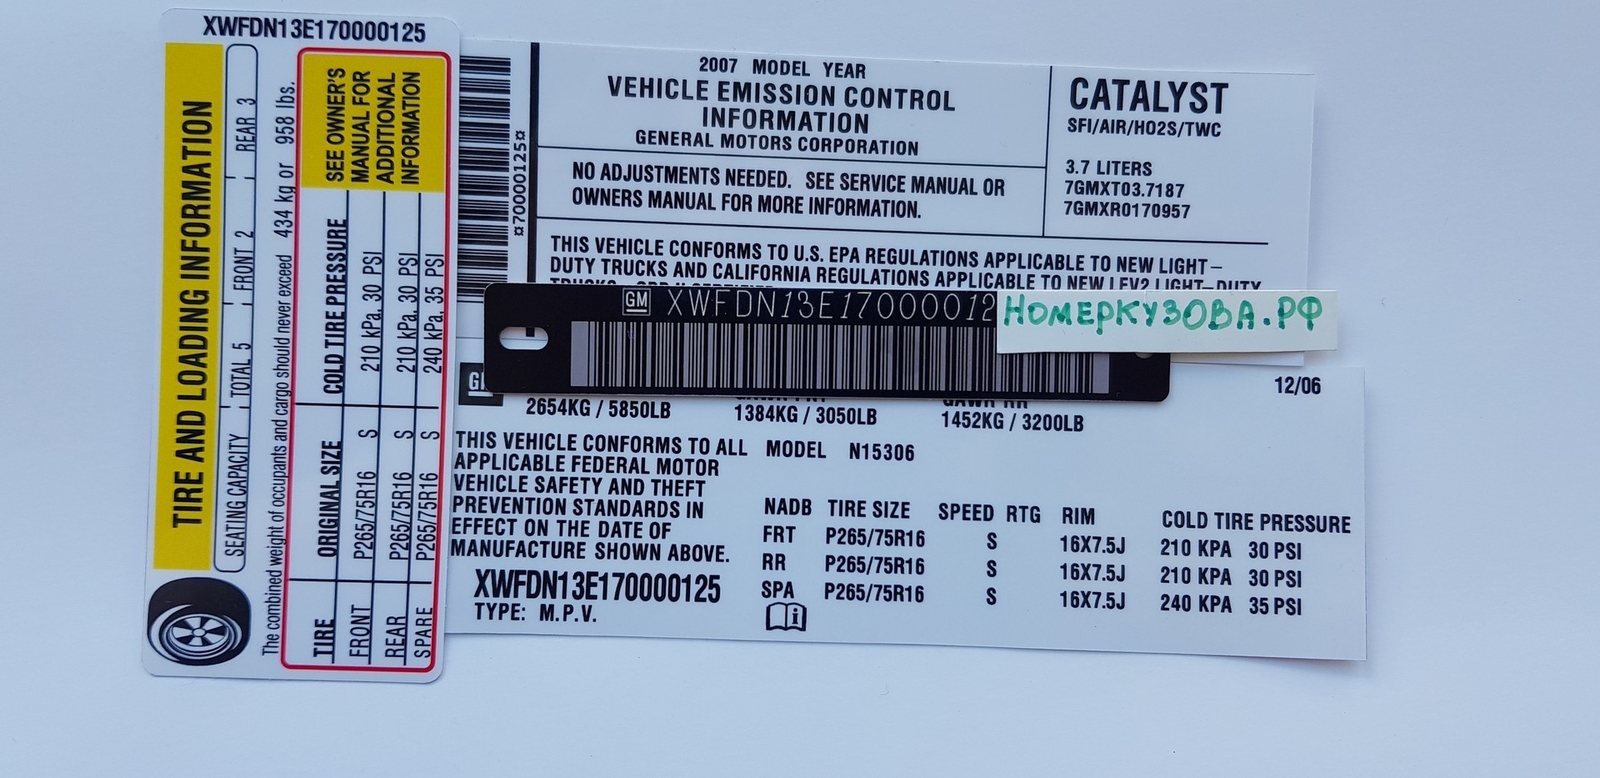 XWFDN13E170000125
TIRE AND LOADING INFORMATION
SEATING CAPACITY TOTAL 5 FRONT 2 REAR 3
The combined weight of occupants and cargo should never exceed 434 kg or 958 lbs.
TIRE ORIGINAL SIZE COLD TIRE PRESSURE
FRONT P265/75R16 S 210 kPa, 30 PSI
REAR P265/75R16 S 210 kPa, 30 PSI
SPARE P265/75R16 S 240 kPa, 35 PSI
SEE OWNER'S
MANUAL FOR
ADDITIONAL
INFORMATION
¤70000125¤
2007 MODEL YEAR
VEHICLE EMISSION CONTROL
INFORMATION
GENERAL MOTORS CORPORATION
NO ADJUSTMENTS NEEDED. SEE SERVICE MANUAL OR
OWNERS MANUAL FOR MORE INFORMATION.
CATALYST
SFI/AIR/HO2S/TWC
3.7 LITERS
7GMXT03.7187
7GMXR0170957
THIS VEHICLE CONFORMS TO U.S. EPA REGULATIONS APPLICABLE TO NEW LIGHT-
DUTY TRUCKS AND CALIFORNIA REGULATIONS APPLICABLE TO NEW LEV2 LIGHT-DUTY
GM XWFDN13E17000012
НОМЕРКУЗОВА.РФ
GM
12/06
2654KG / 5850LB 1384KG / 3050LB 1452KG / 3200LB
THIS VEHICLE CONFORMS TO ALL
APPLICABLE FEDERAL MOTOR
VEHICLE SAFETY AND THEFT
PREVENTION STANDARDS IN
EFFECT ON THE DATE OF
MANUFACTURE SHOWN ABOVE.
XWFDN13E170000125
TYPE: M.P.V.
MODEL N15306
NADB TIRE SIZE SPEED RTG RIM COLD TIRE PRESSURE
FRT P265/75R16 S 16X7.5J 210 KPA 30 PSI
RR P265/75R16 S 16X7.5J 210 KPA 30 PSI
SPA P265/75R16 S 16X7.5J 240 KPA 35 PSI